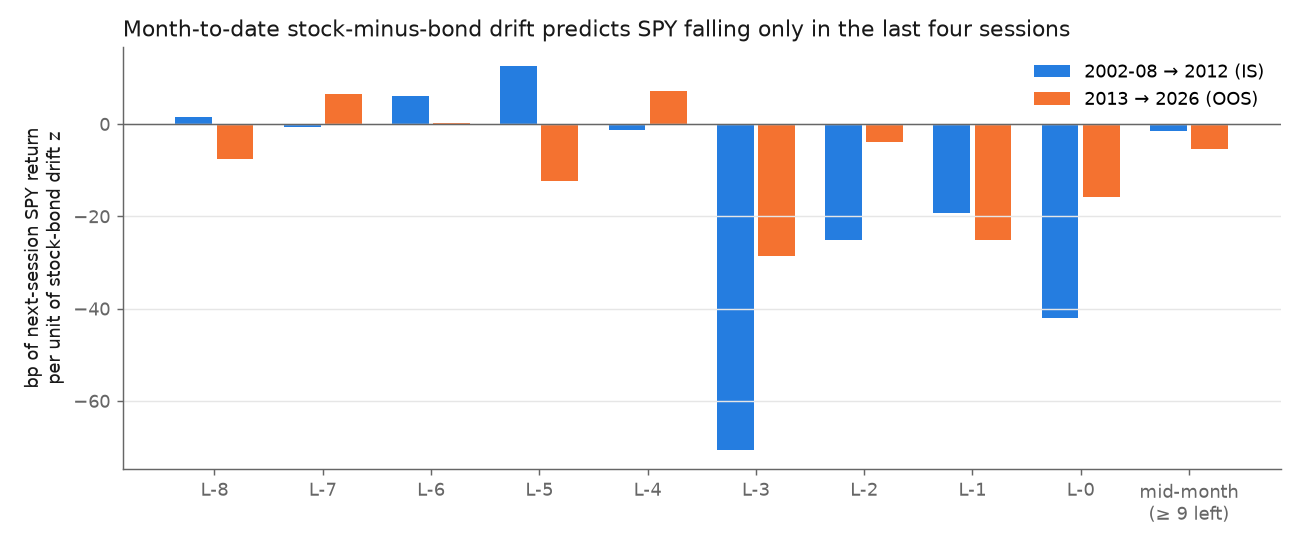 Month-to-date stock-minus-bond drift predicts SPY falling only in the last four sessions
2002-08 → 2012 (IS)
2013 → 2026 (OOS)
bp of next-session SPY return
per unit of stock-bond drift z
0
−20
−40
−60
L-8
L-7
L-6
L-5
L-4
L-3
L-2
L-1
L-0
mid-month
(≥ 9 left)